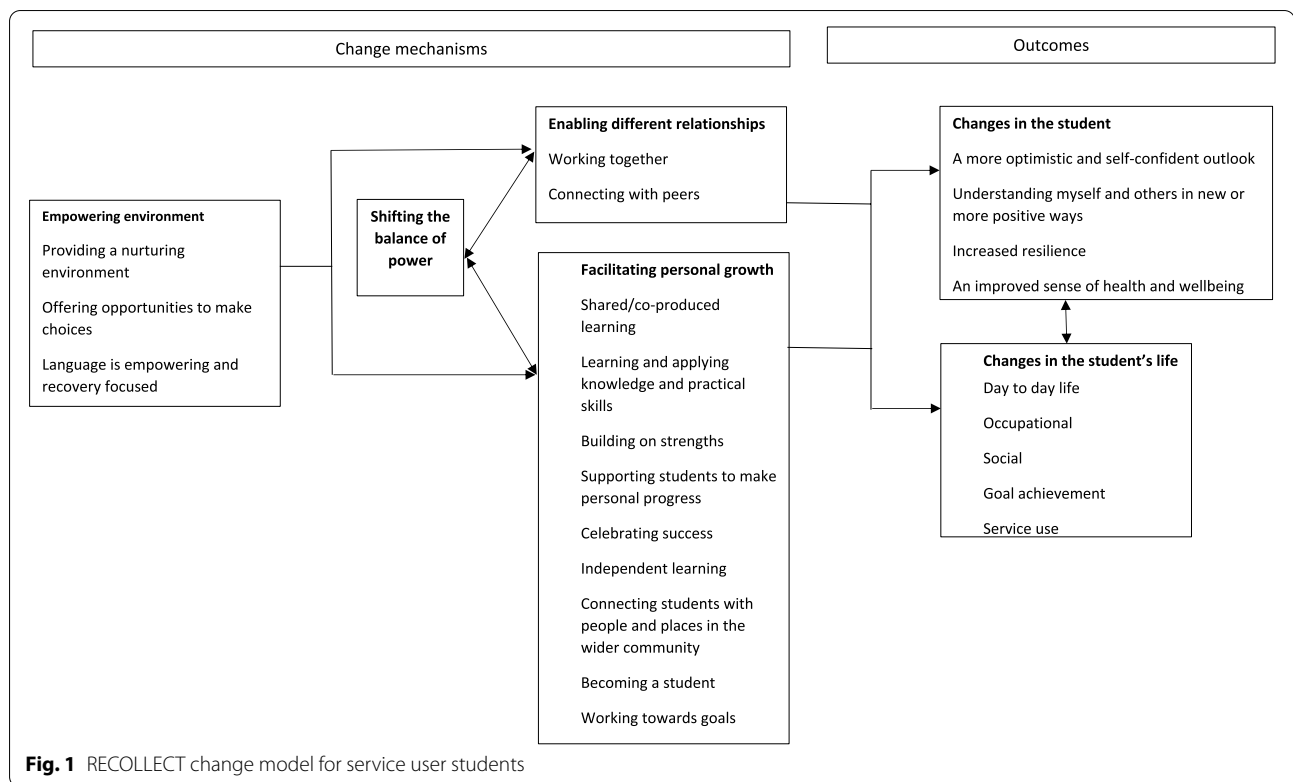 Change mechanisms
Outcomes
Empowering environment
Providing a nurturing
environment
Offering opportunities to make
choices
Language is empowering and
recovery focused
Shifting the
balance of
power
Enabling different relationships
Working together
Connecting with peers
Facilitating personal growth
Shared/co-produced
learning
Learning and applying
knowledge and practical
skills
Building on strengths
Supporting students to make
personal progress
Celebrating success
Independent learning
Connecting students with
people and places in the
wider community
Becoming a student
Working towards goals
Changes in the student
A more optimistic and self-confident outlook
Understanding myself and others in new or
more positive ways
Increased resilience
An improved sense of health and wellbeing
Changes in the student's life
Day to day life
Occupational
Social
Goal achievement
Service use
Fig. 1 RECOLLECT change model for service user students